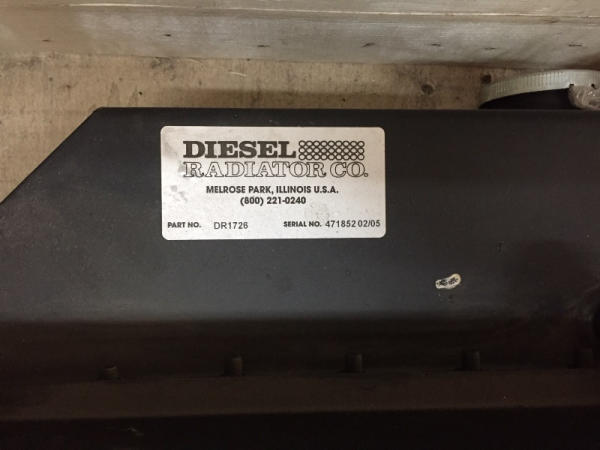 DIESEL
RADIATOR CO.
MELROSE PARK, ILLINOIS U.S.A.
(800) 221-0240
PART NO. DR1726 SERIAL NO. 471852 02/05